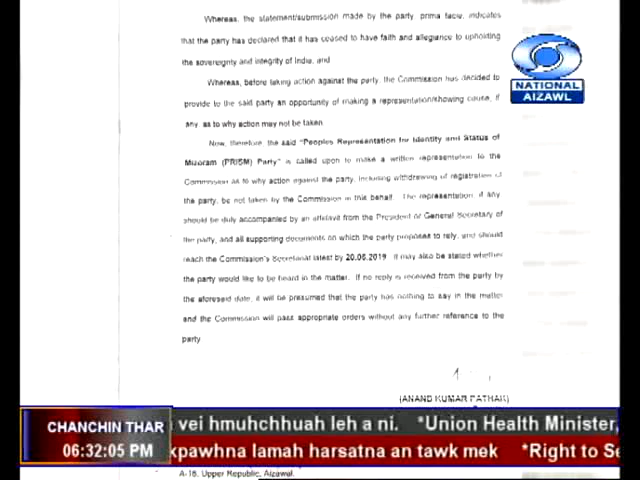 Whereas, the statement/submission made by the party, prima facie, indicates
that the party has declared that it has ceased to have faith and allegiance to upholding
the sovereignty and integrity of India, and
Whereas, before taking action against the party, the Commission has decided to
provide to the said party an opportunity of making a representation/showing cause, if
any, as to why action may not be taken.
Now, therefore, the said "Peoples Representation for Identity and Status of
Mizoram (PRISM) Party" is called upon to make a written representation to the
Commission as to why action against the party, including withdrawing of registration of
the party, be not taken by the Commission in this behalf. The representation, if any
should be duly accompanied by an affidavit from the President or General Secretary of
the party, and all supporting documents on which the party proposes to rely, and should
reach the Commission's Secretariat latest by 20.06.2019. It may also be stated whether
the party would like to be heard in the matter. If no reply is received from the party by
the aforesaid date, it will be presumed that the party has nothing to say in the matter
and the Commission will pass appropriate orders without any further reference to the
party
(ANAND KUMAR PATHAK)
NATIONAL
AIZAWL
CHANCHIN THAR
06:32:05 PM
vei hmuhchhuah leh a ni. *Union Health Minister,
kpawhna lamah harsatna an tawk mek *Right to Se
A-16, Upper Republic, Aizawl.